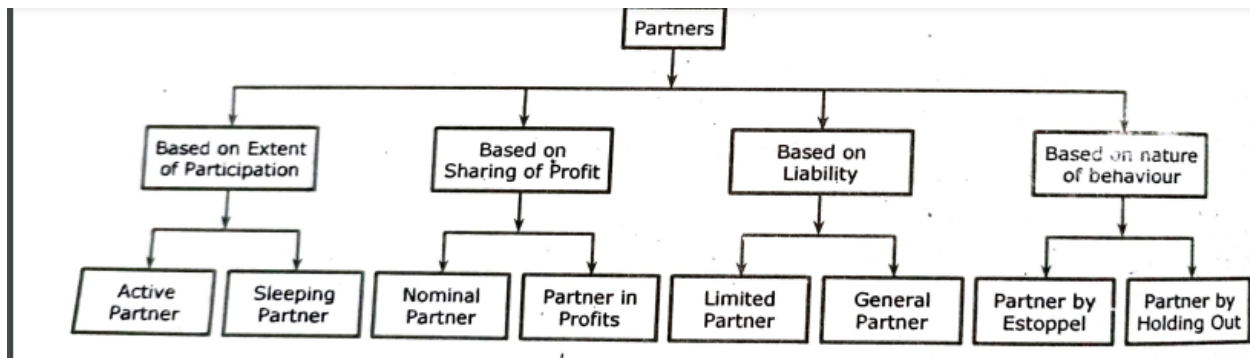 Partners
Based on Extent
of Participation
Based on
Sharing of Profit
Based on
Liability
Based on nature
of behaviour
Active
Partner
Sleeping
Partner
Nominal
Partner
Partner in
Profits
Limited
Partner
General
Partner
Partner by
Estoppel
Partner by
Holding Out